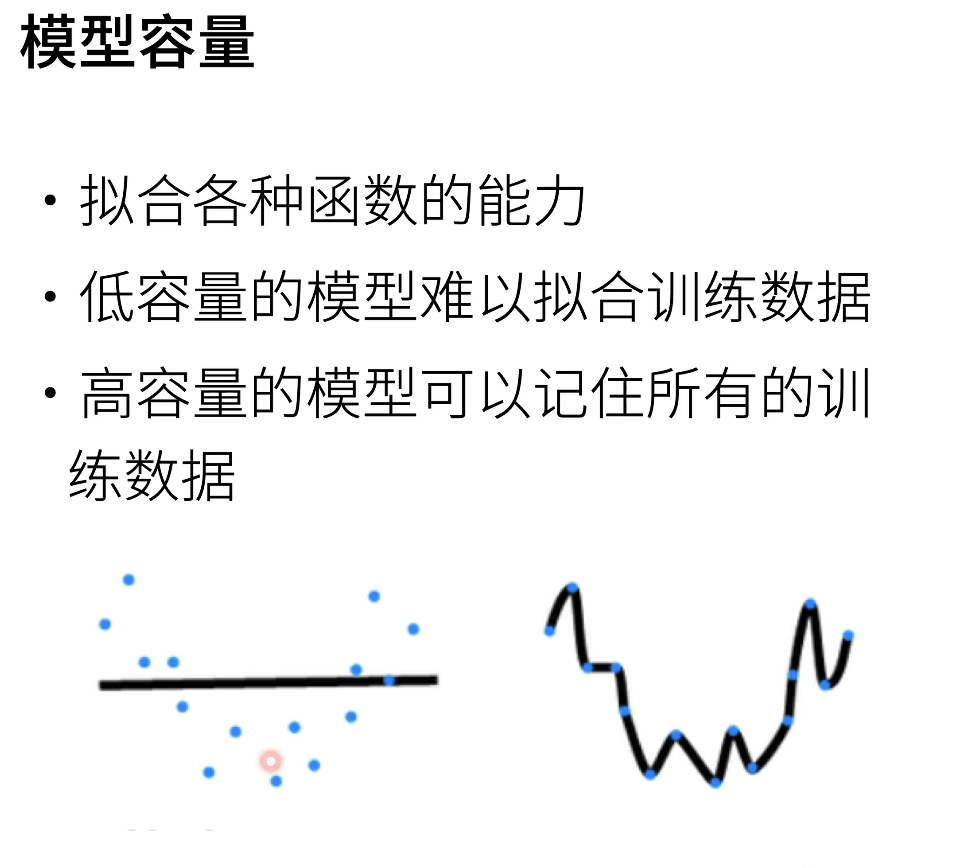 模型容量
• 拟合各种函数的能力
• 低容量的模型难以拟合训练数据
• 高容量的模型可以记住所有的训
练数据